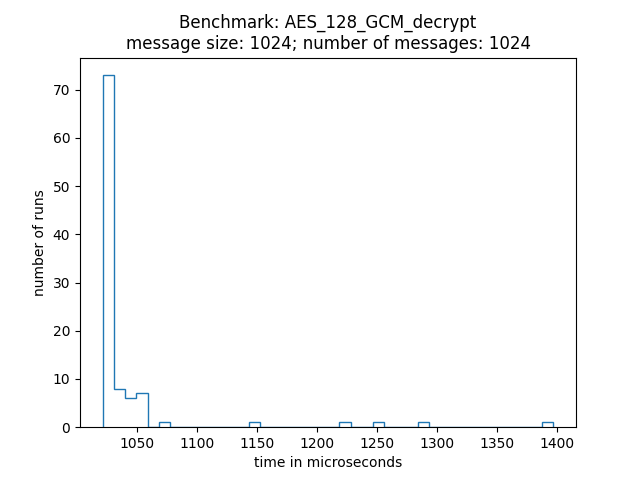 Benchmark: AES_128_GCM_decrypt
message size: 1024; number of messages: 1024
70
60
50
40
30
20
10
0
number of runs
1050 1100 1150 1200 1250 1300 1350 1400
time in microseconds